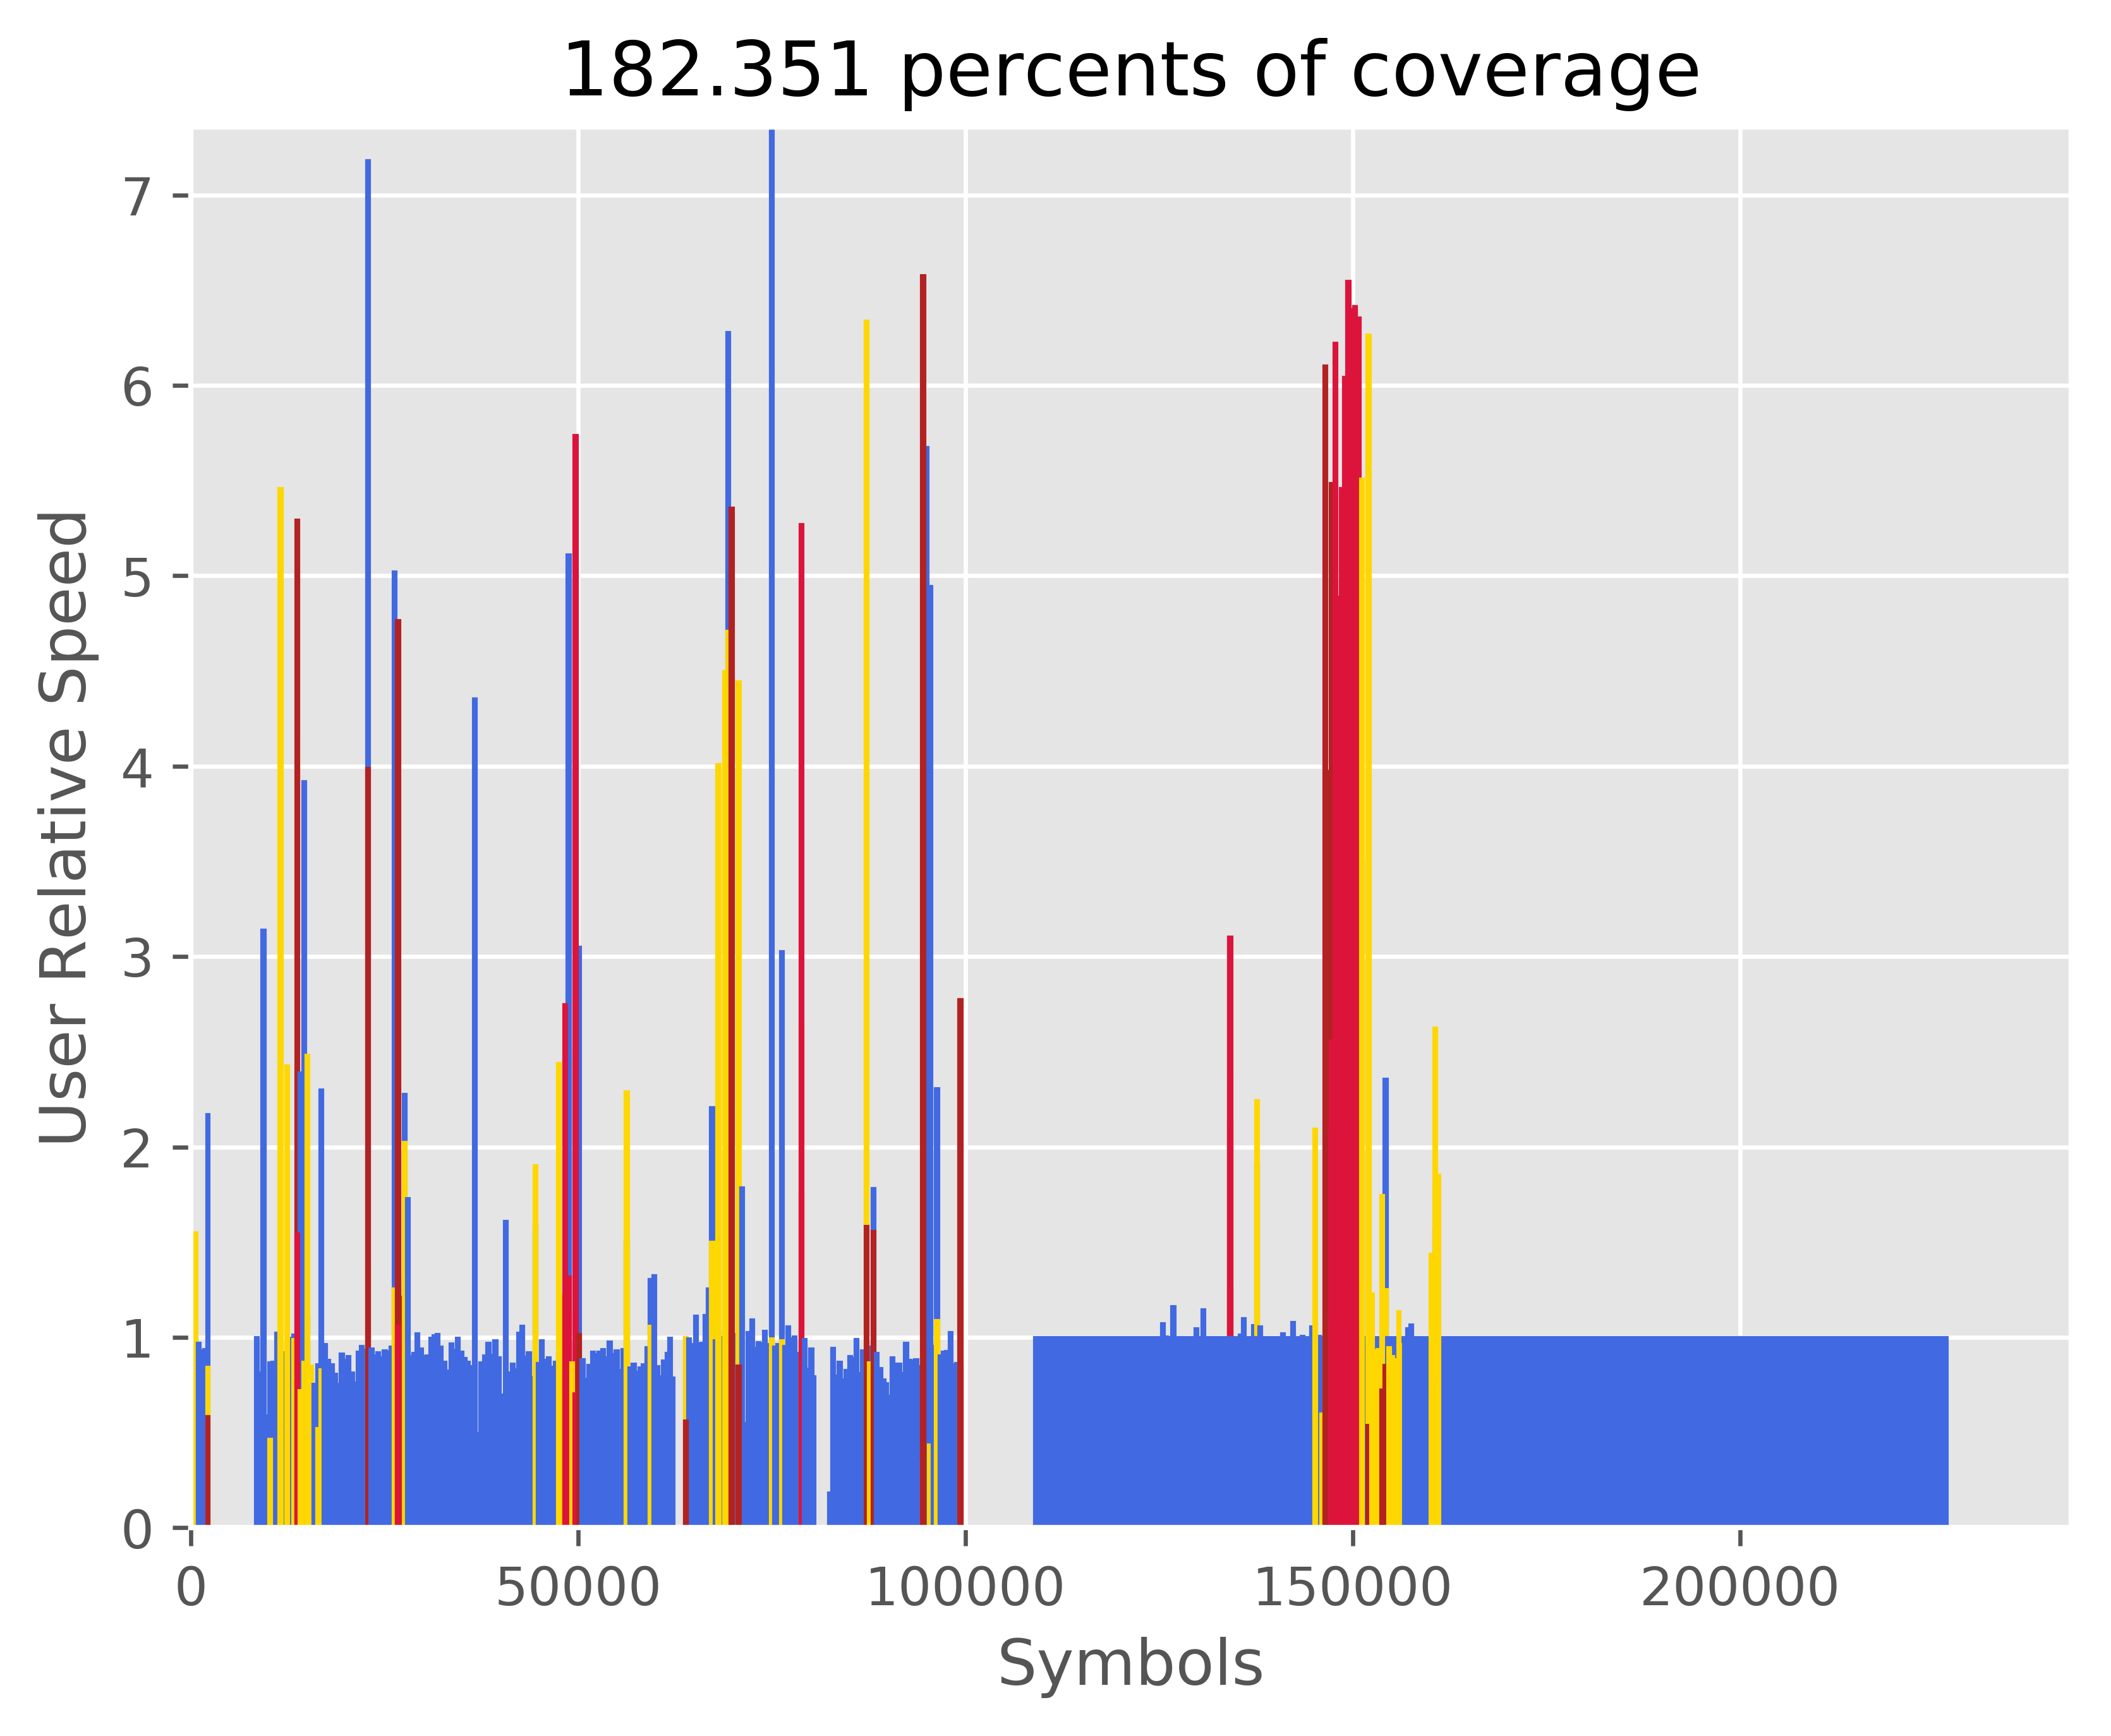 182.351 percents of coverage
7
6
5
4
3
2
1
0
User Relative Speed
0 50000 100000 150000 200000
Symbols